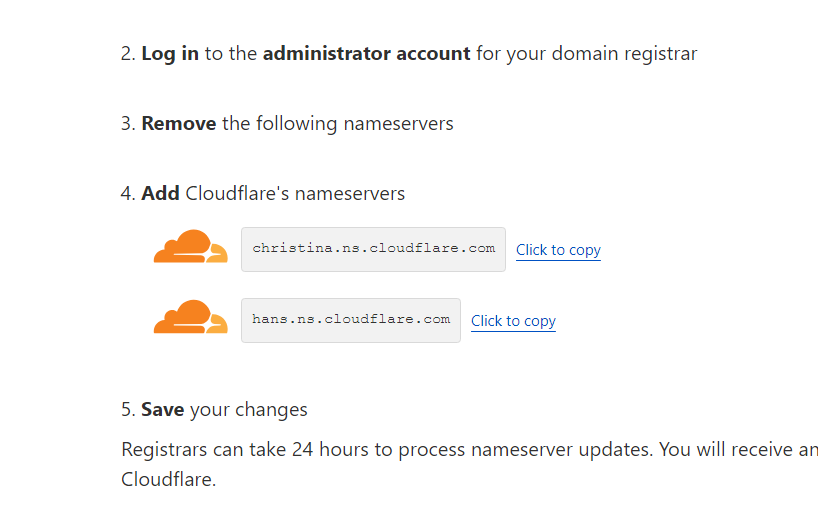 2. Log in to the administrator account for your domain registrar
3. Remove the following nameservers
4. Add Cloudflare's nameservers
christina.ns.cloudflare.com Click to copy
hans.ns.cloudflare.com Click to copy
5. Save your changes
Registrars can take 24 hours to process nameserver updates. You will receive an
Cloudflare.